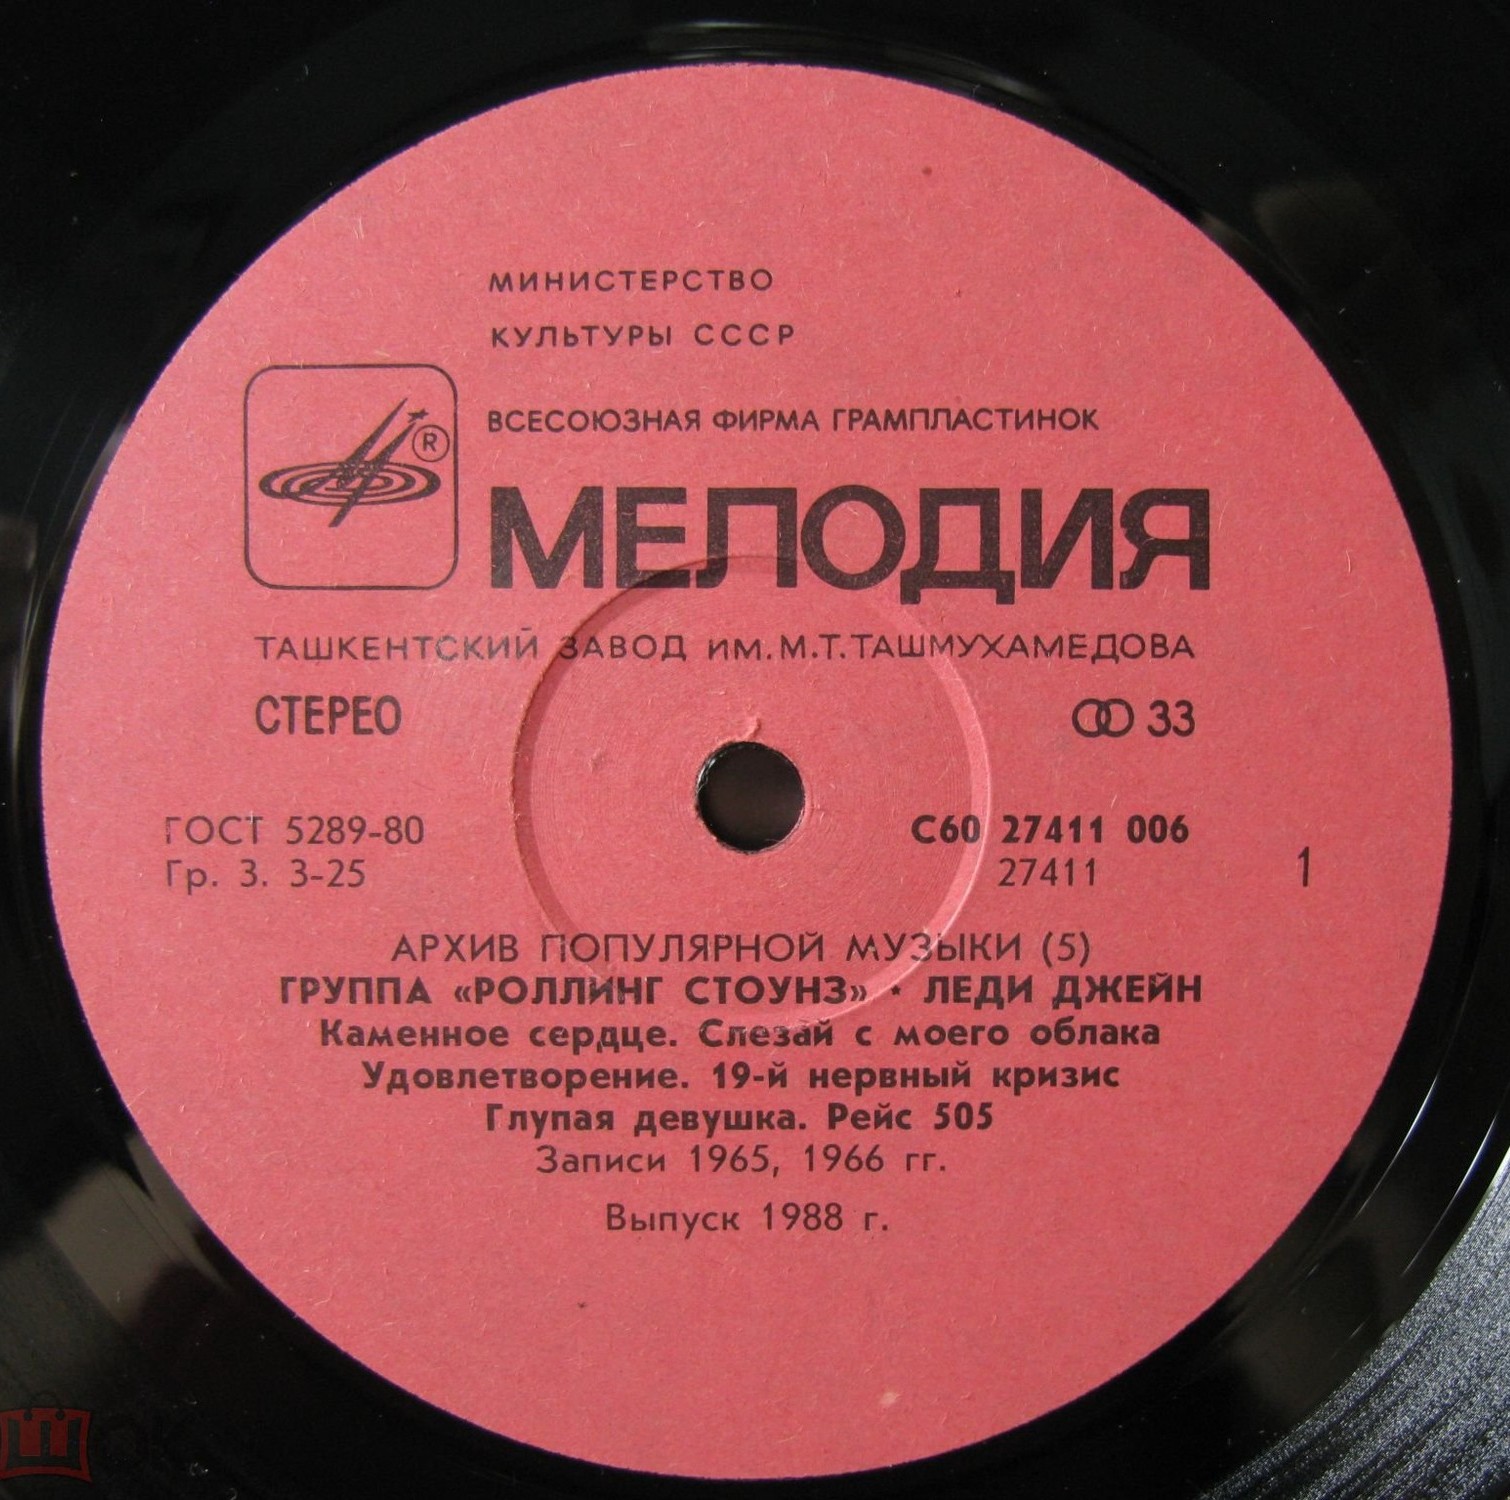 МИНИСТЕРСТВО
КУЛЬТУРЫ СССР
ВСЕСОЮЗНАЯ ФИРМА ГРАМПЛАСТИНОК
®
МЕЛОДИЯ
ТАШКЕНТСКИЙ ЗАВОД ИМ. М.Т. ТАШМУХАМЕДОВА
СТЕРЕО 33
ГОСТ 5289-80 С60 27411 006
Гр. 3. 3-25 27411 1
АРХИВ ПОПУЛЯРНОЙ МУЗЫКИ (5)
ГРУППА «РОЛЛИНГ СТОУНЗ» * ЛЕДИ ДЖЕЙН
Каменное сердце. Слезай с моего облака
Удовлетворение. 19-й нервный кризис
Глупая девушка. Рейс 505
Записи 1965, 1966 гг.
Выпуск 1988 г.